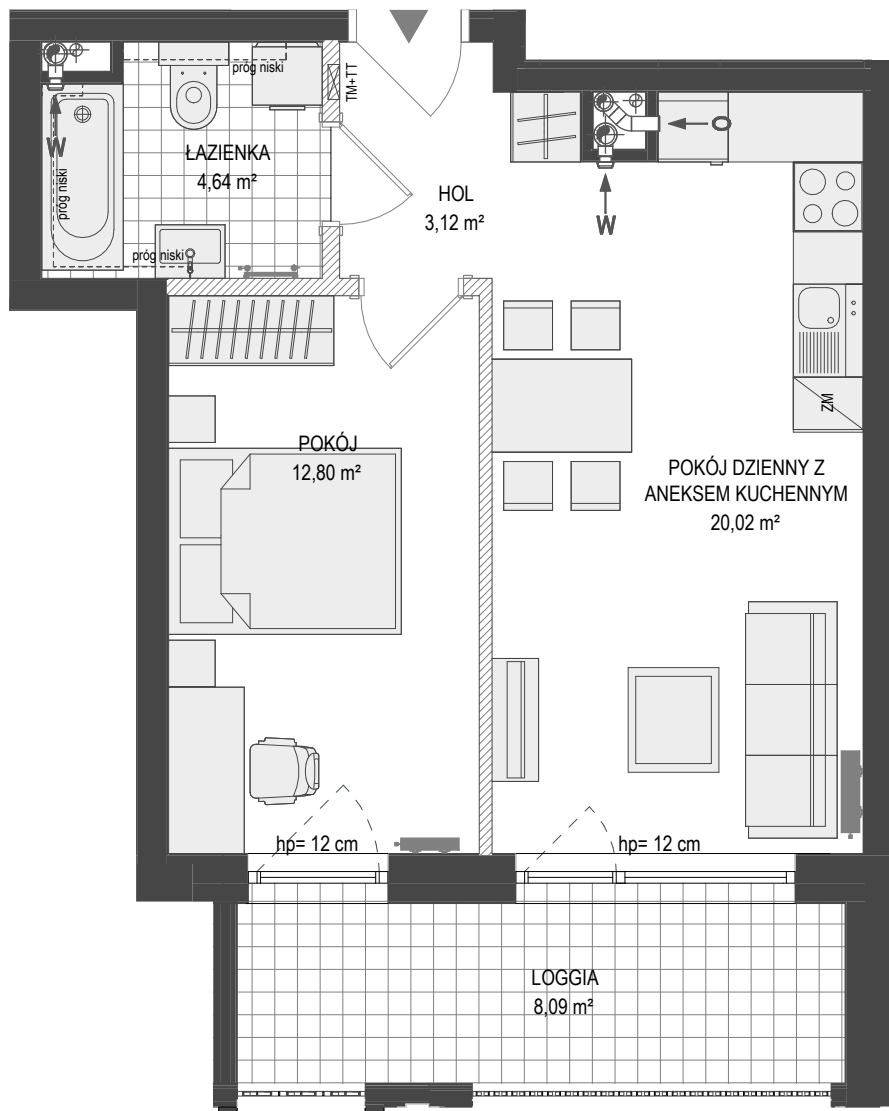 próg niski
TM+TT
W
ŁAZIENKA
4,64 m²
próg niski
próg niski
HOL
3,12 m²
O
W
POKÓJ
12,80 m²
ZM
POKÓJ DZIENNY Z
ANEKSEM KUCHENNYM
20,02 m²
hp= 12 cm
hp= 12 cm
LOGGIA
8,09 m²